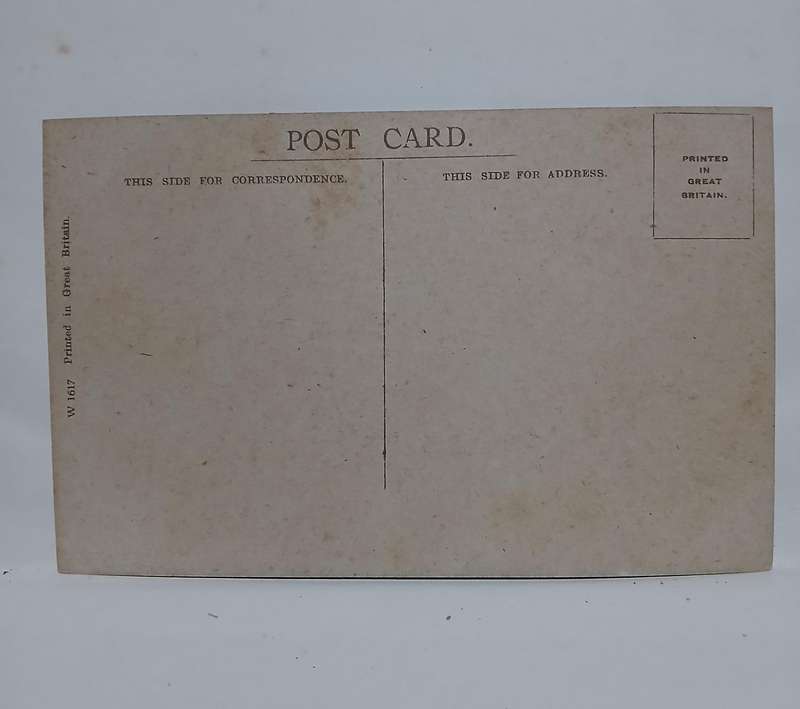 POST CARD.
THIS SIDE FOR CORRESPONDENCE.
THIS SIDE FOR ADDRESS.
PRINTED
IN
GREAT
BRITAIN.
W 1617 Printed in Great Britain.